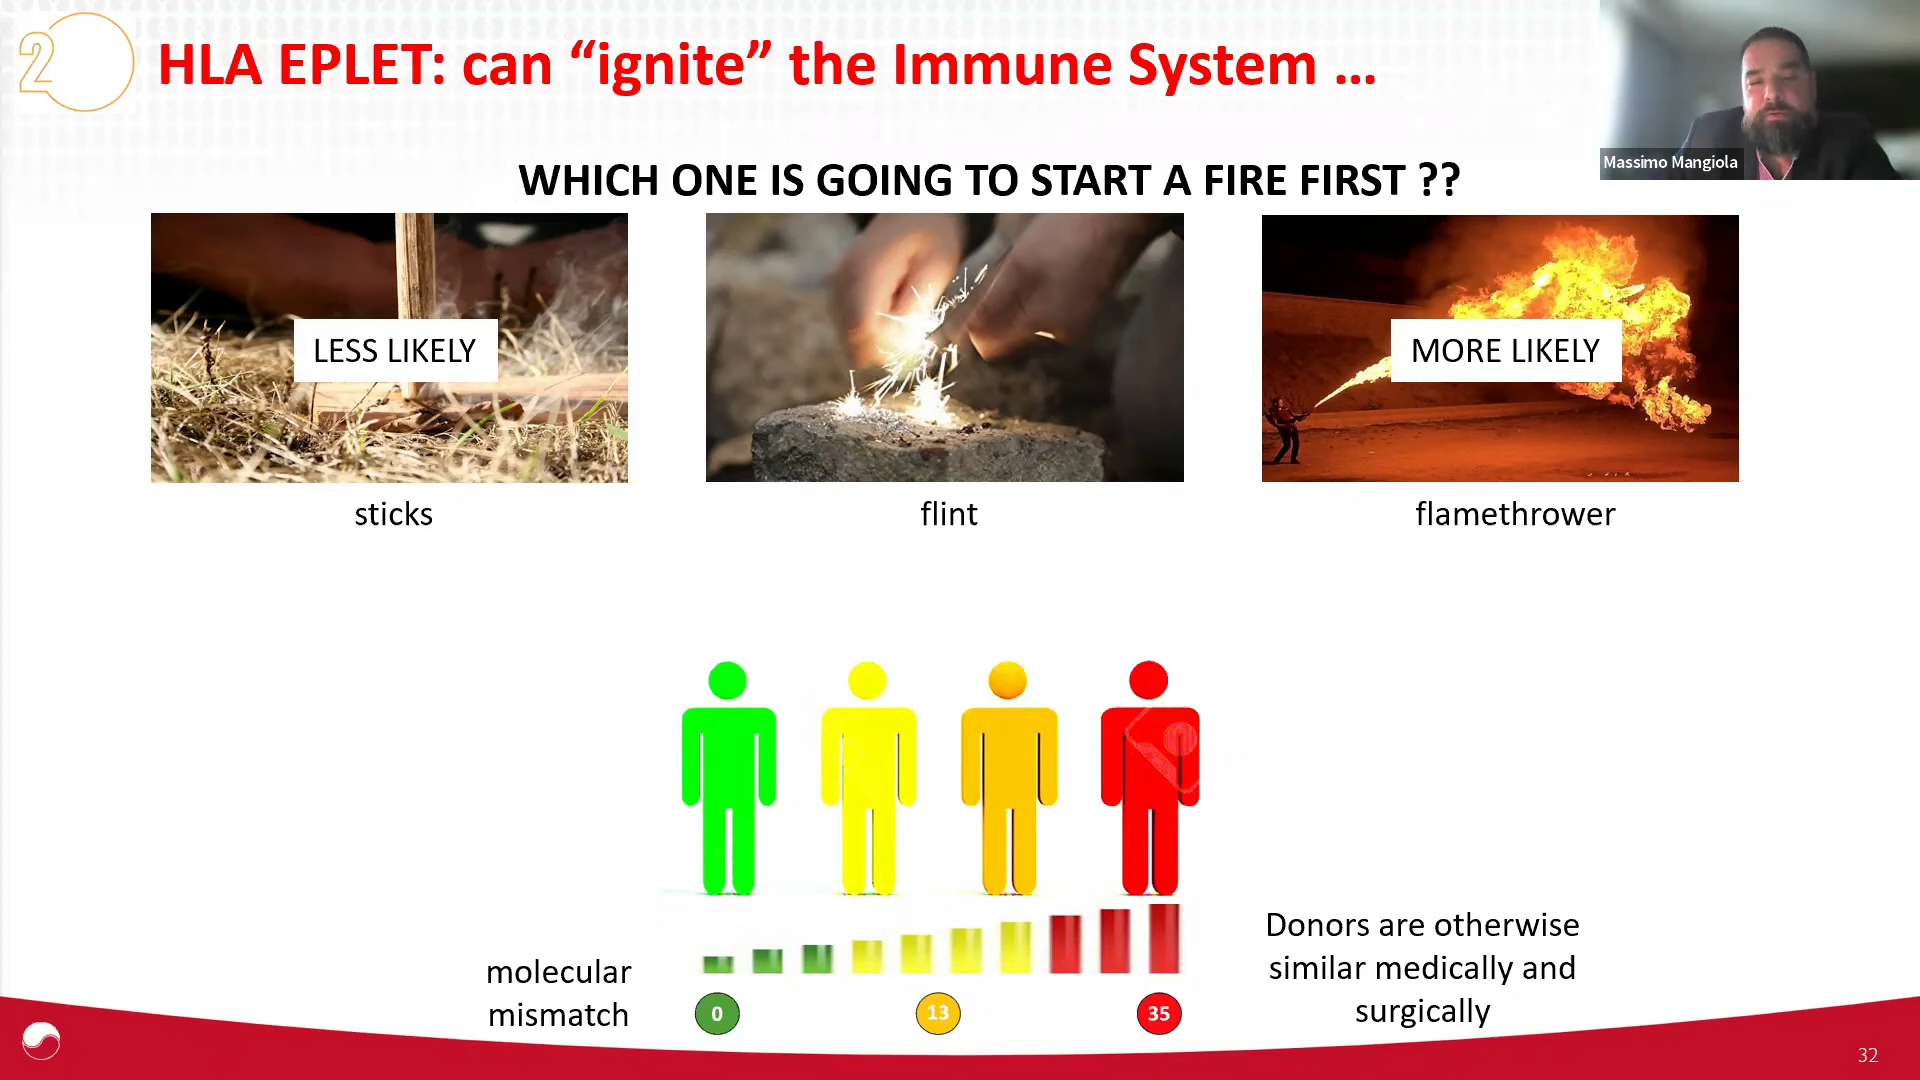 2
HLA EPLET: can “ignite” the Immune System ...
Massimo Mangiola
WHICH ONE IS GOING TO START A FIRE FIRST ??
LESS LIKELY
MORE LIKELY
sticks
flint
flamethrower
molecular
mismatch
0
13
35
Donors are otherwise
similar medically and
surgically
32